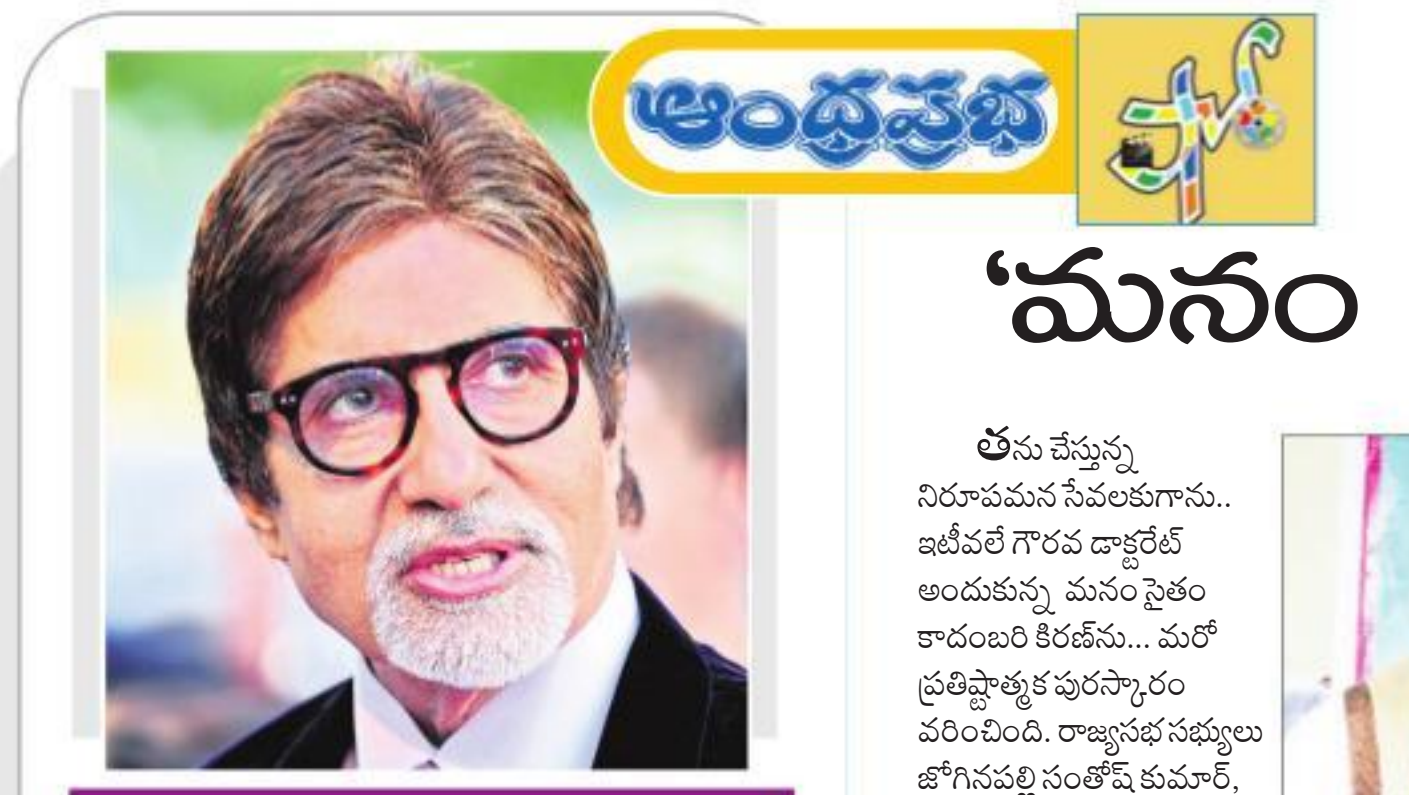 ఆంధ్రప్రభ
‘మనం
తను చేస్తున్న
నిరూపమన సేవలకుగాను..
ఇటీవలే గౌరవ డాక్టరేట్
అందుకున్న మనం సైతం
కాదంబరి కిరణ్‌ను... మరో
ప్రతిష్టాత్మక పురస్కారం
వరించింది. రాజ్యసభ సభ్యులు
జోగినపల్లి సంతోష్ కుమార్,